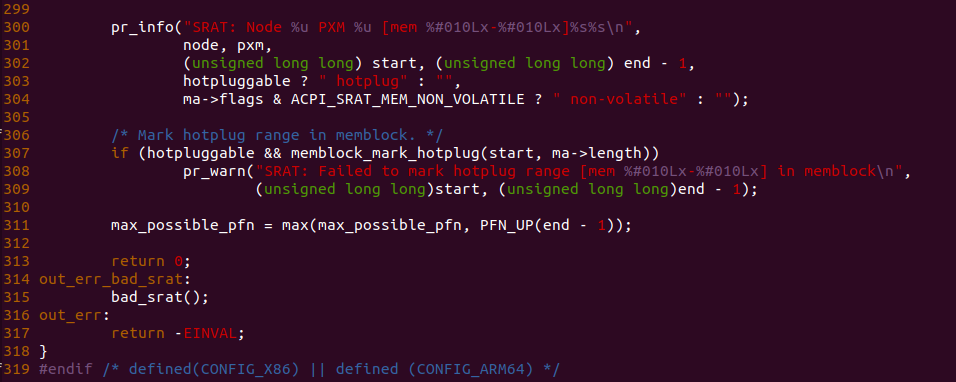 299
300         pr_info("SRAT: Node %u PXM %u [mem %#010Lx-%#010Lx]%s%s\n",
301                 node, pxm,
302                 (unsigned long long) start, (unsigned long long) end - 1,
303                 hotpluggable ? " hotplug" : "",
304                 ma->flags & ACPI_SRAT_MEM_NON_VOLATILE ? " non-volatile" : "");
305
306         /* Mark hotplug range in memblock. */
307         if (hotpluggable && memblock_mark_hotplug(start, ma->length))
308                 pr_warn("SRAT: Failed to mark hotplug range [mem %#010Lx-%#010Lx] in memblock\n",
309                         (unsigned long long)start, (unsigned long long)end - 1);
310
311         max_possible_pfn = max(max_possible_pfn, PFN_UP(end - 1));
312
313         return 0;
314 out_err_bad_srat:
315         bad_srat();
316 out_err:
317         return -EINVAL;
318 }
319 #endif /* defined(CONFIG_X86) || defined (CONFIG_ARM64) */